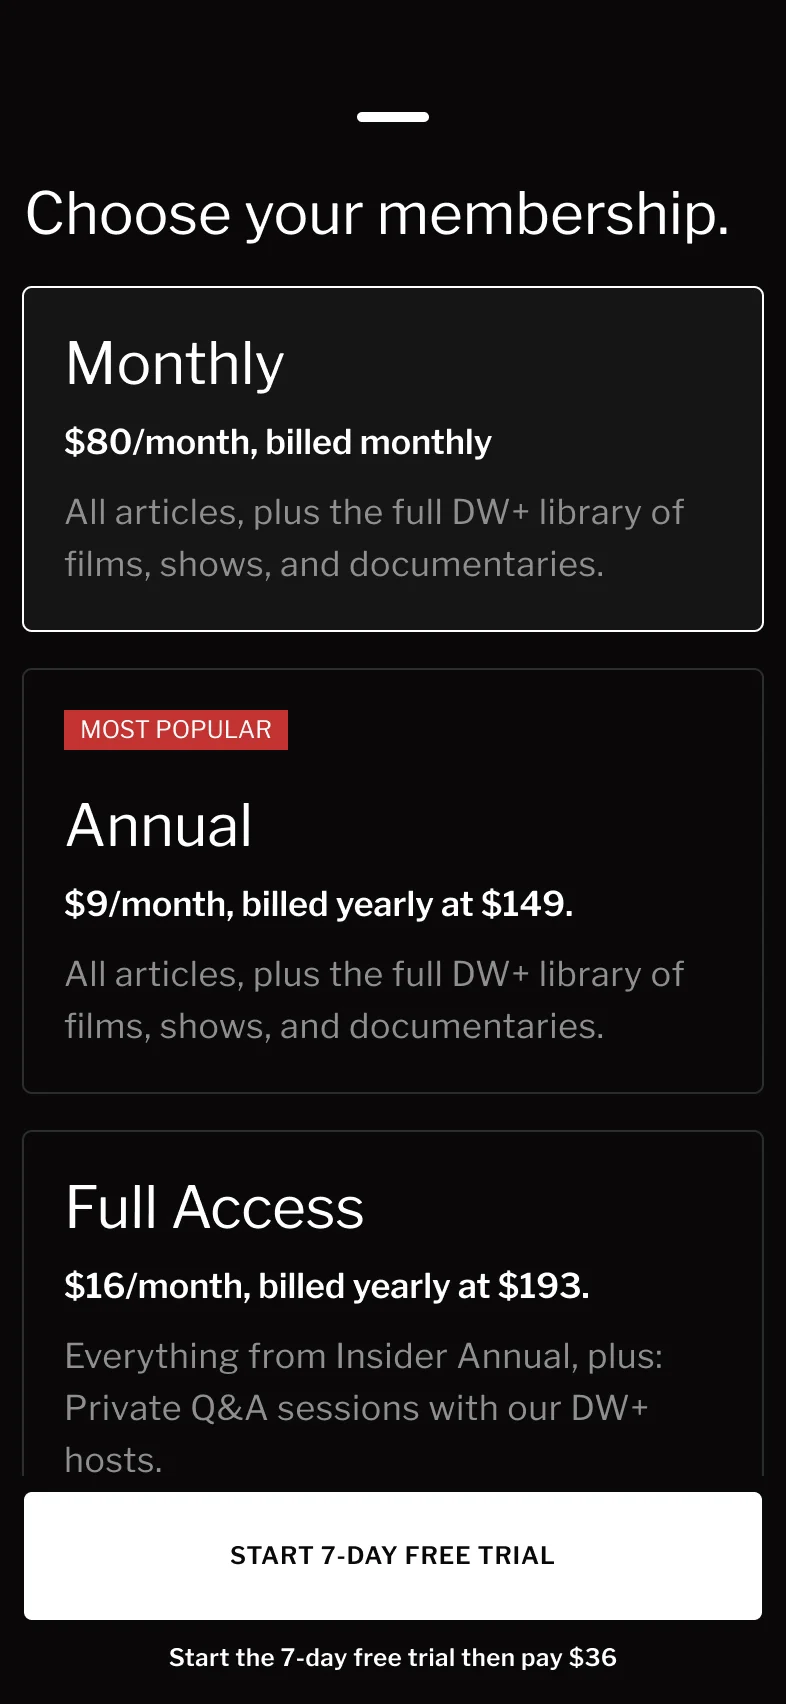 Choose your membership.
Monthly
$80/month, billed monthly
All articles, plus the full DW+ library of
films, shows, and documentaries.
MOST POPULAR
Annual
$9/month, billed yearly at $149.
All articles, plus the full DW+ library of
films, shows, and documentaries.
Full Access
$16/month, billed yearly at $193.
Everything from Insider Annual, plus:
Private Q&A sessions with our DW+
hosts.
START 7-DAY FREE TRIAL
Start the 7-day free trial then pay $36